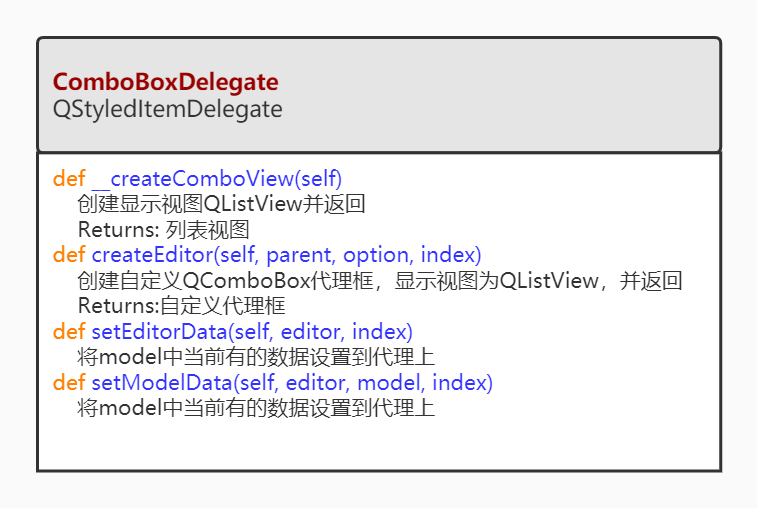 ComboBoxDelegate
QStyledItemDelegate
def __createComboView(self)
创建显示视图QListView并返回
Returns: 列表视图
def createEditor(self, parent, option, index)
创建自定义QComboBox代理框，显示视图为QListView，并返回
Returns:自定义代理框
def setEditorData(self, editor, index)
将model中当前有的数据设置到代理上
def setModelData(self, editor, model, index)
将model中当前有的数据设置到代理上